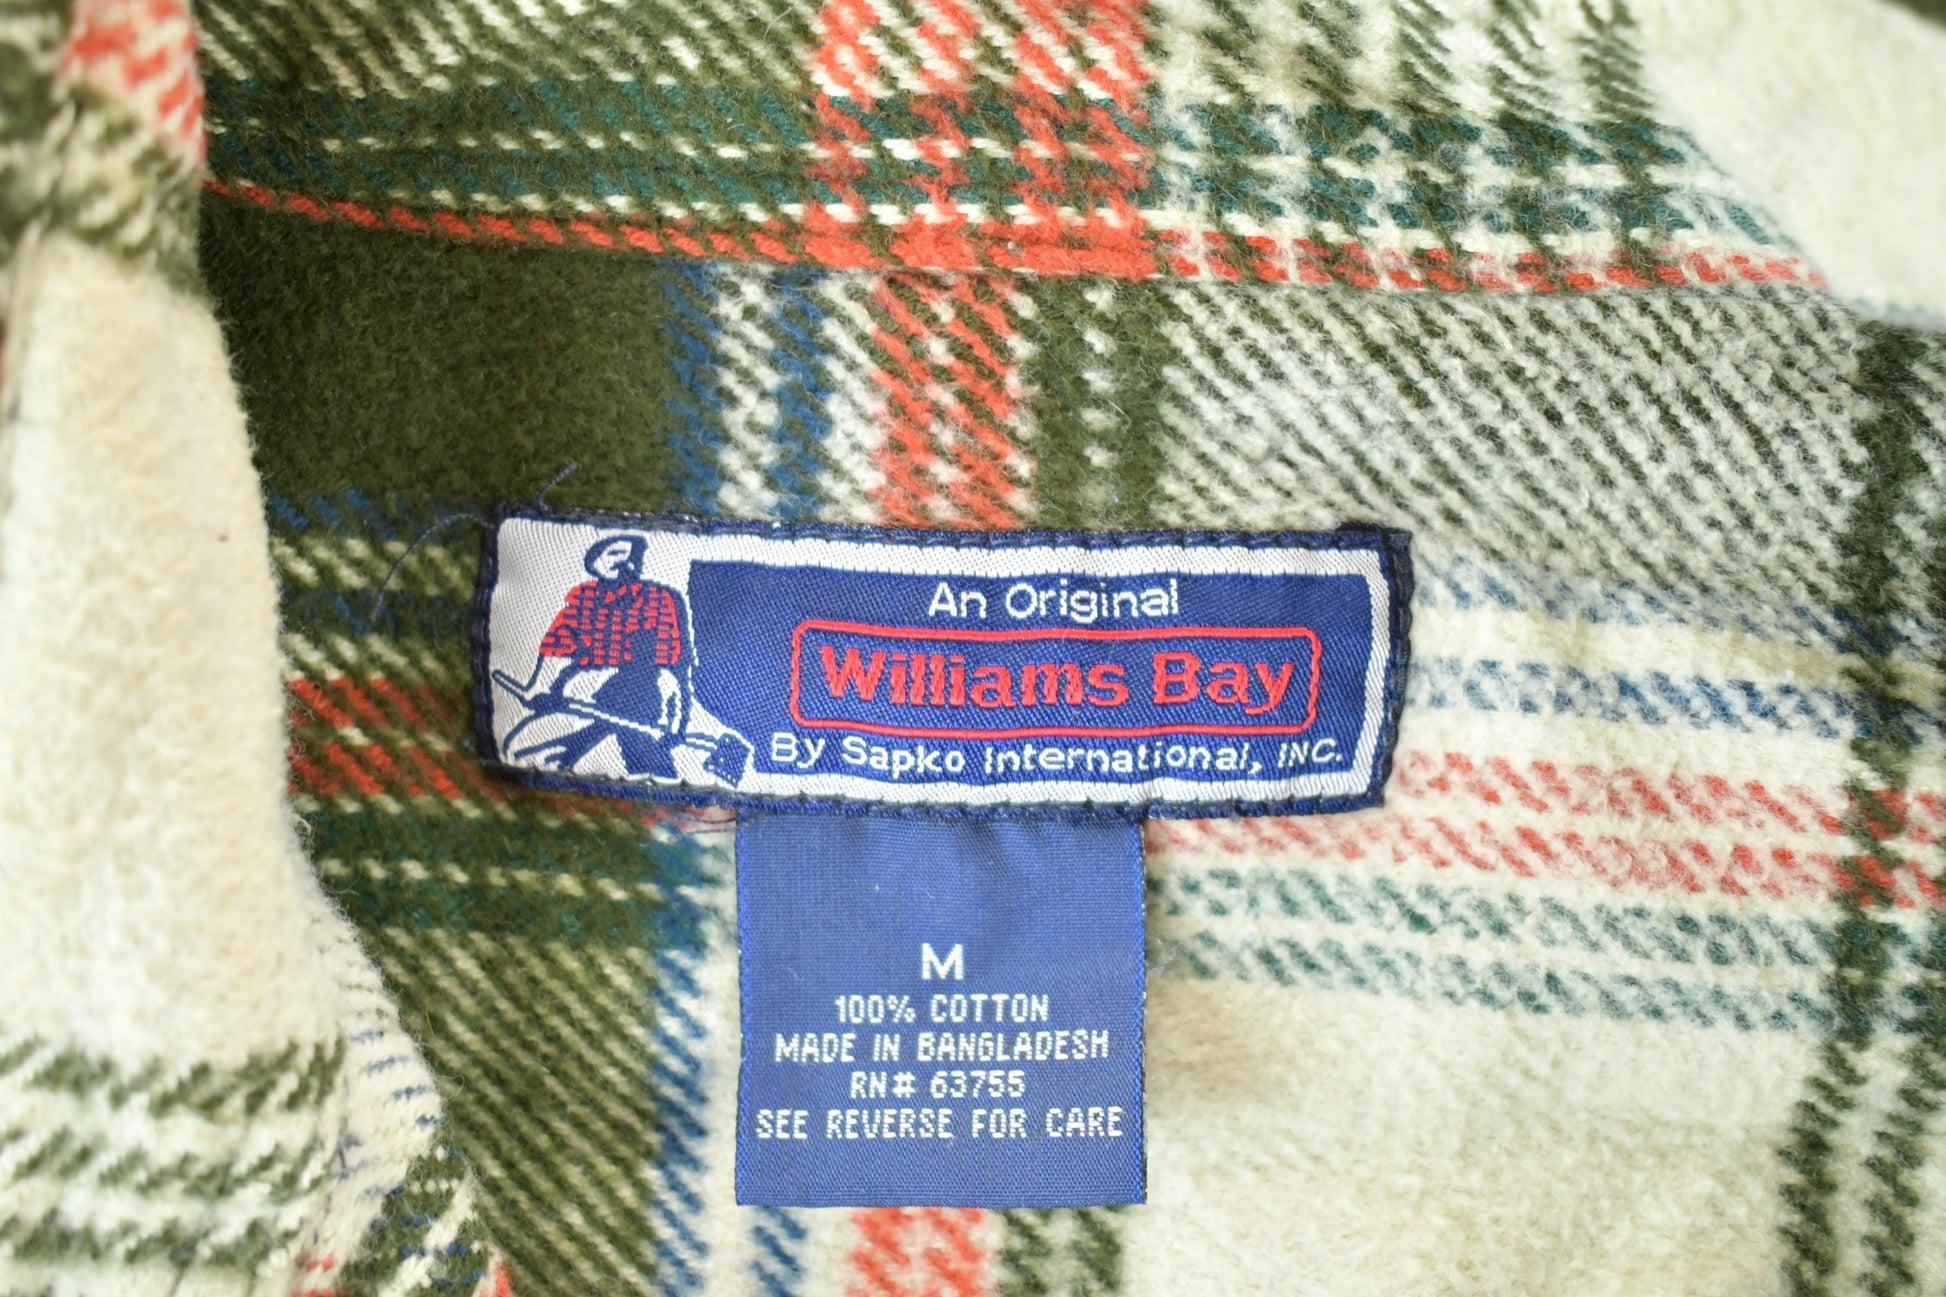 An Original
Williams Bay
By Sapko International, INC.
M
100% COTTON
MADE IN BANGLADESH
RN# 63755
SEE REVERSE FOR CARE